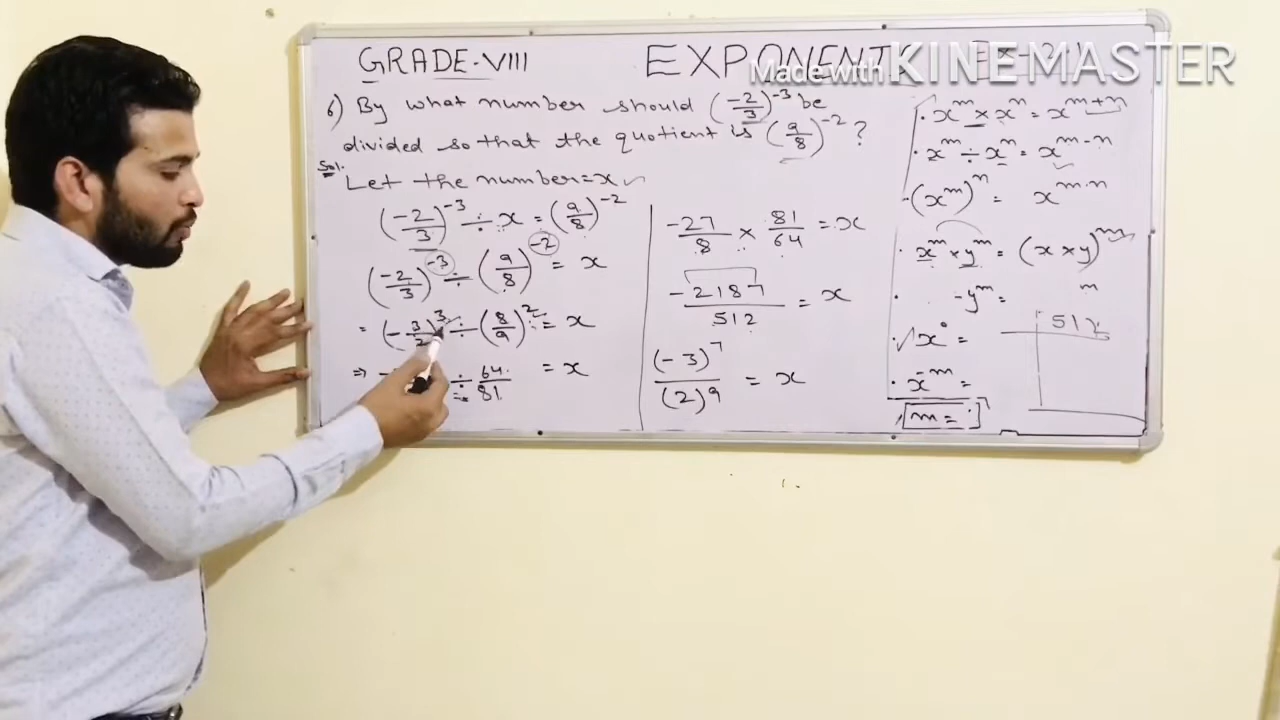 GRADE-VIII EXPONENT
Made with KINEMASTER
6) By what number should (-2/3)^-3 be
divided so that the quotient is (9/8)^-2 ?
Sol.
Let the number = x ✓
(-2/3)^-3 ÷ x = (9/8)^-2
(-2/3)^-3 ÷ (9/8)^-2 = x
= (-3/2)^3 ÷ (8/9)^2 = x
⇒ ÷ 64/81 = x
-27/8 × 81/64 = x
-2187/512 = x
(-3)^7/(2)^9 = x
· x^m × x^n = x^m+n
· x^m ÷ x^n = x^m-n
(x^m)^n = x^m·n
· x^m × y^m = (x × y)^m
· -y^m = m
✓ x^0 =
· x^-m =
m =
512